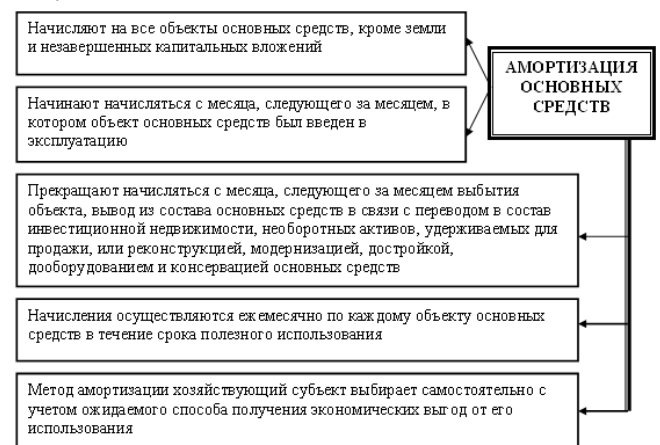 Начисляют на все объекты основных средств, кроме земли
и незавершенных капитальных вложений
АМОРТИЗАЦИЯ
ОСНОВНЫХ
СРЕДСТВ
Начинают начисляться с месяца, следующего за месяцем, в
котором объект основных средств был введен в
эксплуатацию
Прекращают начисляться с месяца, следующего за месяцем выбытия
объекта, вывод из состава основных средств в связи с переводом в состав
инвестиционной недвижимости, необоротных активов, удерживаемых для
продажи, или реконструкцией, модернизацией, достройкой,
дооборудованием и консервацией основных средств
Начисления осуществляются ежемесячно по каждому объекту основных
средств в течение срока полезного использования
Метод амортизации хозяйствующий субъект выбирает самостоятельно с
учетом ожидаемого способа получения экономических выгод от его
использования